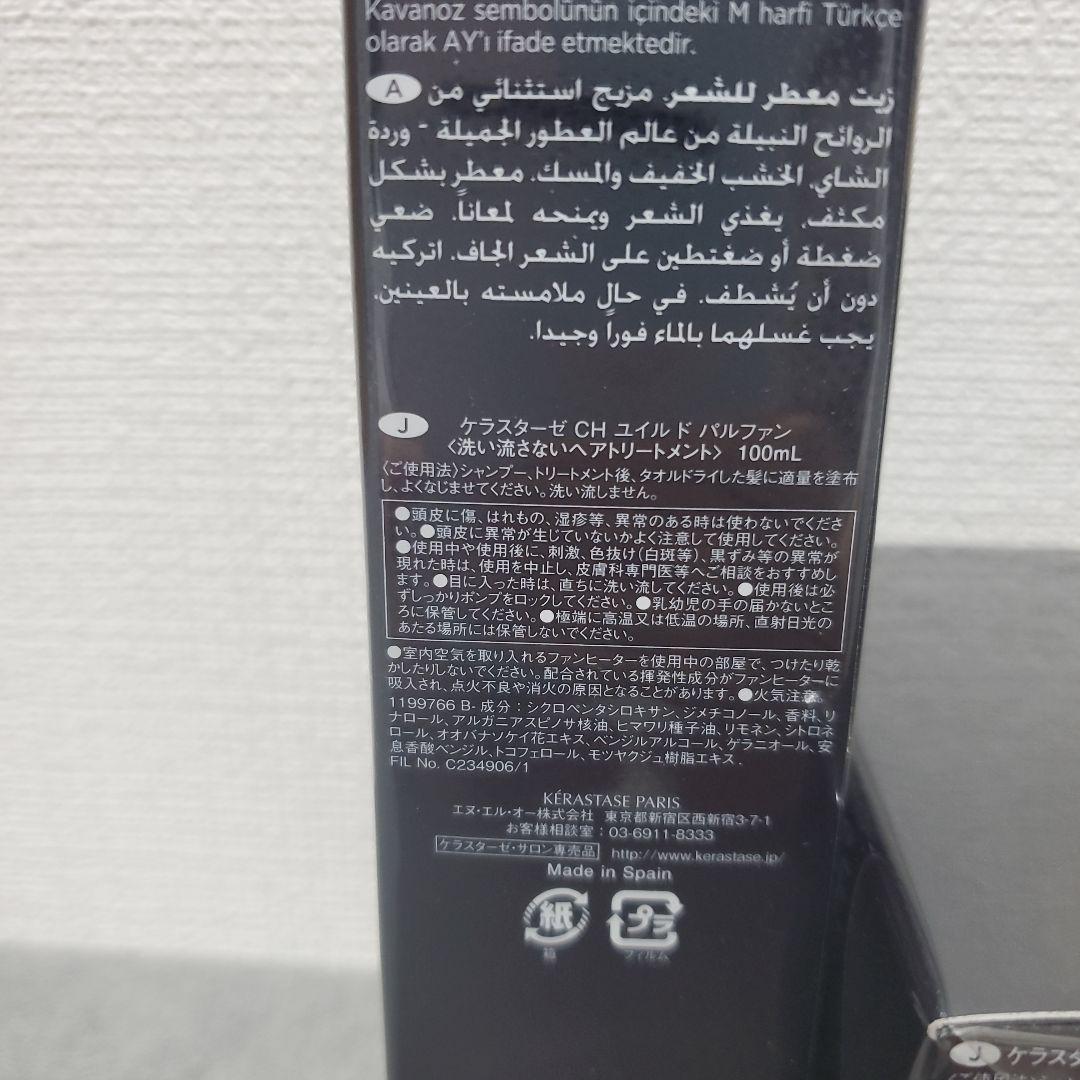 Kavanoz sembolünün içindeki M harfi Türkçe
olarak AY'ı ifade etmektedir.
A زيت معطر للشعر. مزيج استثنائي من
الروائح النبيلة من عالم العطور الجميلة - وردة
الشاي, الخشب الخفيف والمسك. معطر بشكل
مكثف, يغذي الشعر ويمنحه لمعاناً. ضعي
ضغطة أو ضغتطين على الشعر الجاف. اتركيه
دون أن يُشطف. في حال ملامسته بالعينين,
يجب غسلهما بالماء فوراً وجيدا.
J ケラスターゼ CH ユイル ド パルファン
〈洗い流さないヘアトリートメント〉 100mL
〈ご使用法〉シャンプー、トリートメント後、タオルドライした髪に適量を塗布
し、よくなじませてください。洗い流しません。
●頭皮に傷、はれもの、湿疹等、異常のある時は使わないでくださ
い。●頭皮に異常が生じていないかよく注意して使用してください。
●使用中や使用後に、刺激、色抜け(白斑等)、黒ずみ等の異常が
現れた時は、使用を中止し、皮膚科専門医等へご相談をおすすめし
ます。●目に入った時は、直ちに洗い流してください。●使用後は必
ずしっかりポンプをロックしてください。●乳幼児の手の届かないとこ
ろに保管してください。●極端に高温又は低温の場所、直射日光の
あたる場所には保管しないでください。
●室内空気を取り入れるファンヒーターを使用中の部屋で、つけたり乾
かしたりしないでください。配合されている揮発性成分がファンヒーターに
吸入され、点火不良や消火の原因となることがあります。●火気注意。
1199766 B- 成分：シクロペンタシロキサン、ジメチコノール、香料、リ
ナロール、アルガニアスピノサ核油、ヒマワリ種子油、リモネン、シトロネ
ロール、オオバナソケイ花エキス、ベンジルアルコール、ゲラニオール、安
息香酸ベンジル、トコフェロール、モツヤクジュ樹脂エキス.
FIL No. C234906/1
KÉRASTASE PARIS
エヌ・エル・オー株式会社 東京都新宿区西新宿3-7-1
お客様相談室：03-6911-8333
ケラスターゼ・サロン専売品 http://www.kerastase.jp/
Made in Spain
紙 プラ
箱 フィルム
J ケラスタ